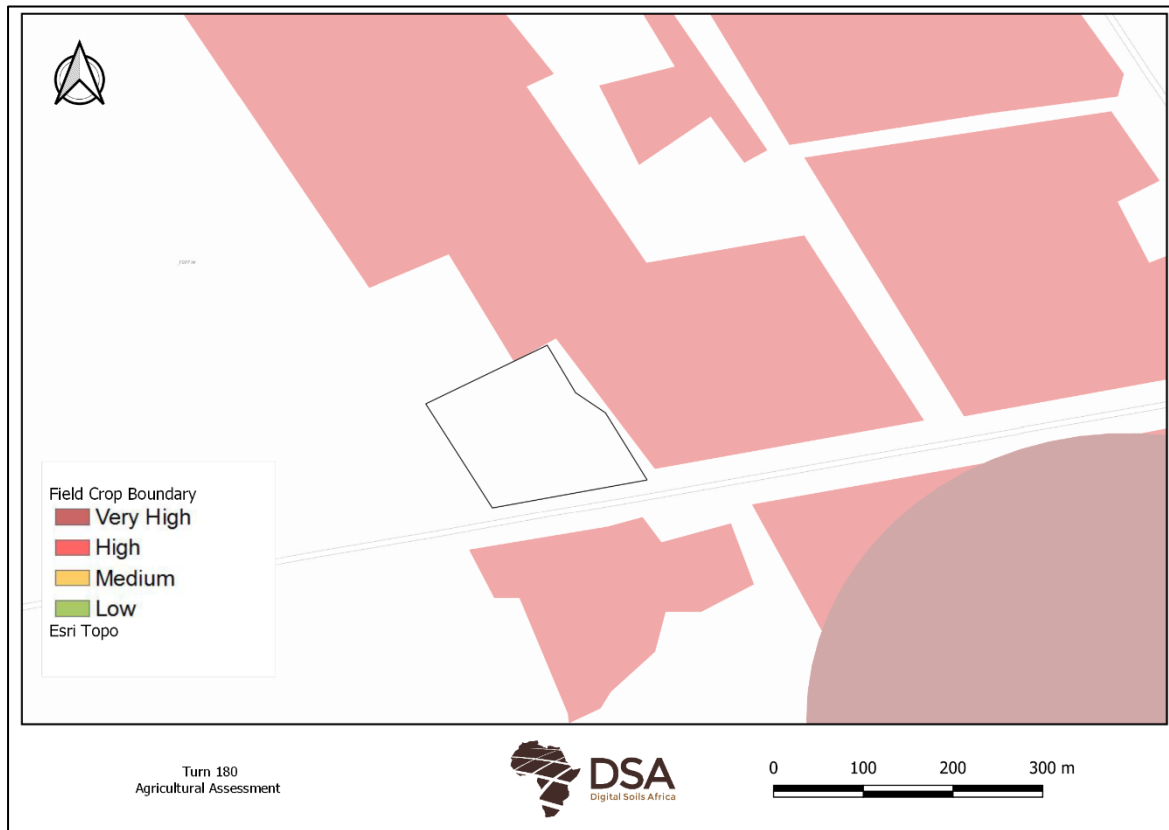 Field Crop Boundary
Very High
High
Medium
Low
Esri Topo
Turn 180
Agricultural Assessment
DSA
Digital Soils Africa
0 100 200 300 m